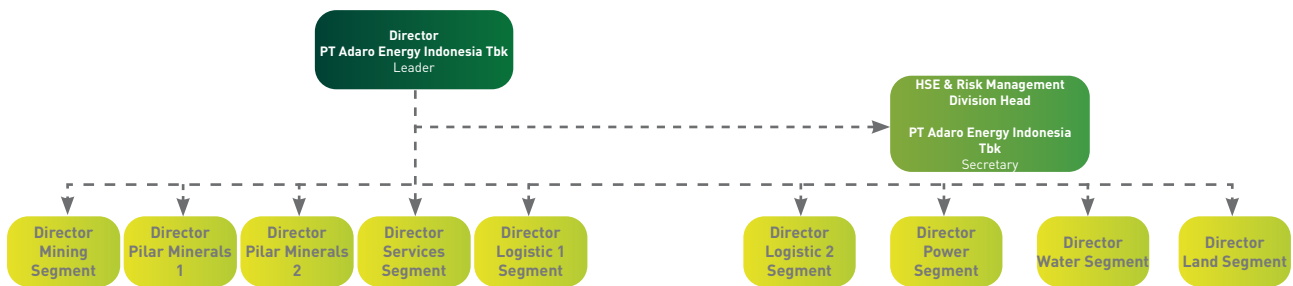 Director
PT Adaro Energy Indonesia Tbk
Leader
HSE & Risk Management
Division Head
PT Adaro Energy Indonesia
Tbk
Secretary
Director
Mining
Segment
Director
Pilar Minerals
1
Director
Pilar Minerals
2
Director
Services
Segment
Director
Logistic 1
Segment
Director
Logistic 2
Segment
Director
Power
Segment
Director
Water Segment
Director
Land Segment